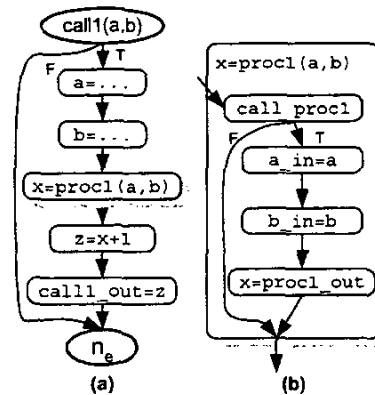 call1(a,b)
F T
a=...
b=...
x=proc1(a,b)
z=x+1
call1_out=z
n_e
(a)
x=proc1(a,b)
call proc1
F T
a_in=a
b_in=b
x=proc1_out
(b)